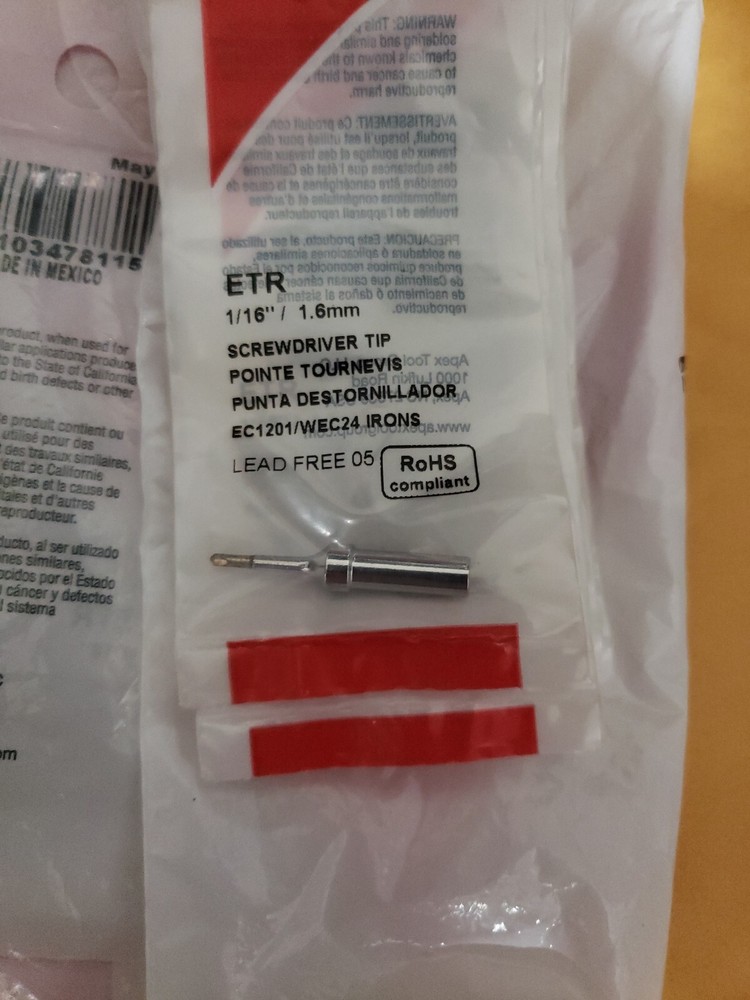 May
103478115
DE IN MEXICO
roduct, when used for
lar applications produce
to the State of California
d birth defects or other
e produit contient ou
utilisé pour des
t des travaux similaires,
'état de Californie
igènes et la cause de
itales et d'autres
reproducteur.
ducto, al ser utilizado
nes similares,
ocidos por el Estado
cáncer y defectos
l sistema
om
WARNING: This p
soldering and simila
chemicals known to th
to cause cancer and birth
reproductive harm.
AVERTISSEMENT: Ce produit con
produit, lorsqu'il est utilisé pour des
travaux de soudage et des travaux simil
des substances que l'état de Californie
considère être cancérigènes et la cause de
malformations congénitales et d'autres
troubles de l'appareil reproducteur.
PRECAUCIÓN: Este producto, al ser utilizado
en soldadura ó aplicaciones similares,
produce químicos reconocidos por el Estado
de California que causan cáncer
de nacimiento ó daños al sistema
reproductivo.
ETR
1/16" / 1.6mm
SCREWDRIVER TIP
POINTE TOURNEVIS
PUNTA DESTORNILLADOR
EC1201/WEC24 IRONS
LEAD FREE 05
RoHS
compliant
Apex Tool
1000 Lufkin Road
Apex, NC
www.apextoolgroup.com